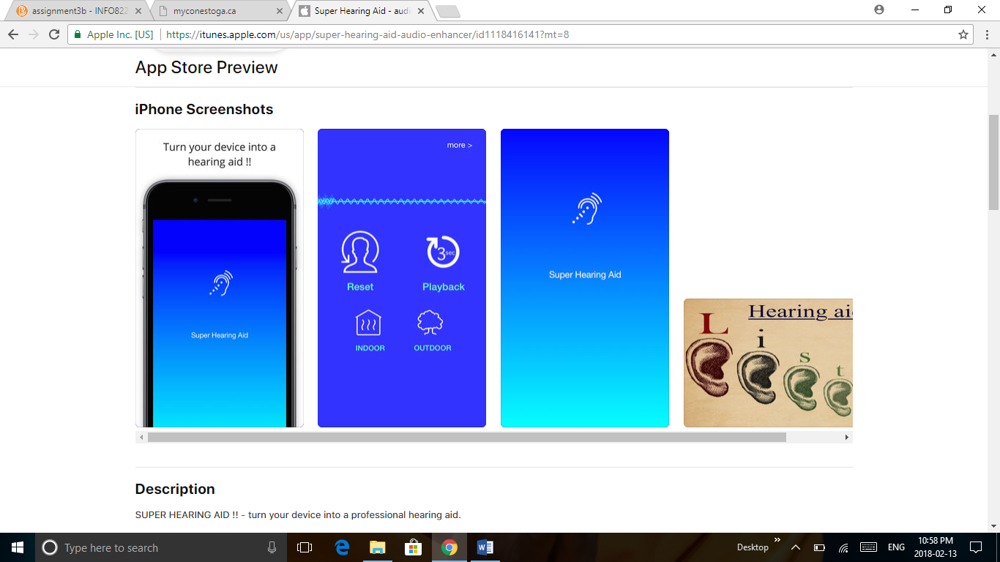 assignment3b - INFO822
myconestoga.ca
Super Hearing Aid - audi
Apple Inc. [US]
https://itunes.apple.com/us/app/super-hearing-aid-audio-enhancer/id1118416141?mt=8
App Store Preview
iPhone Screenshots
Turn your device into a
hearing aid !!
Super Hearing Aid
more >
Reset
3sec
Playback
INDOOR
OUTDOOR
Super Hearing Aid
Hearing aid
L
i
s
t
Description
SUPER HEARING AID !! - turn your device into a professional hearing aid.
Type here to search
Desktop
ENG
10:58 PM
2018-02-13